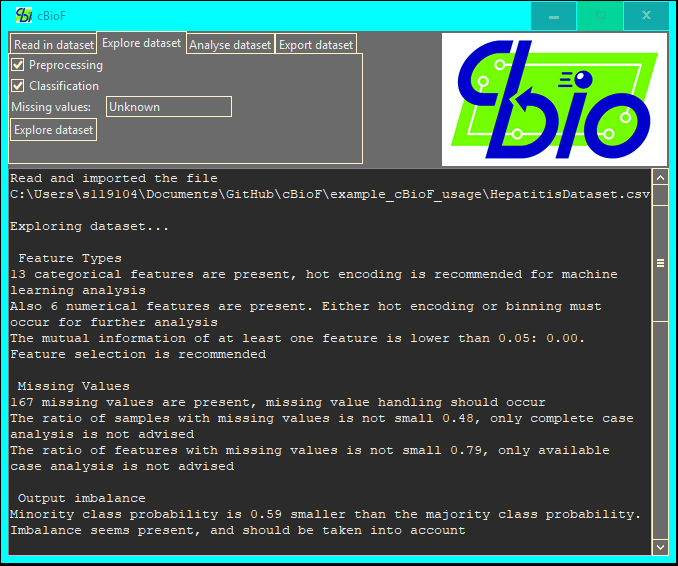 cBioF
Read in dataset
Explore dataset
Analyse dataset
Export dataset
Preprocessing
Classification
Missing values:
Unknown
Explore dataset
cbio
Read and imported the file
C:\Users\s119104\Documents\GitHub\cBioF\example_cBioF_usage\HepatitisDataset.csv
Exploring dataset...
Feature Types
13 categorical features are present, hot encoding is recommended for machine
learning analysis
Also 6 numerical features are present. Either hot encoding or binning must
occur for further analysis
The mutual information of at least one feature is lower than 0.05: 0.00.
Feature selection is recommended
Missing Values
167 missing values are present, missing value handling should occur
The ratio of samples with missing values is not small 0.48, only complete case
analysis is not advised
The ratio of features with missing values is not small 0.79, only available
case analysis is not advised
Output imbalance
Minority class probability is 0.59 smaller than the majority class probability.
Imbalance seems present, and should be taken into account